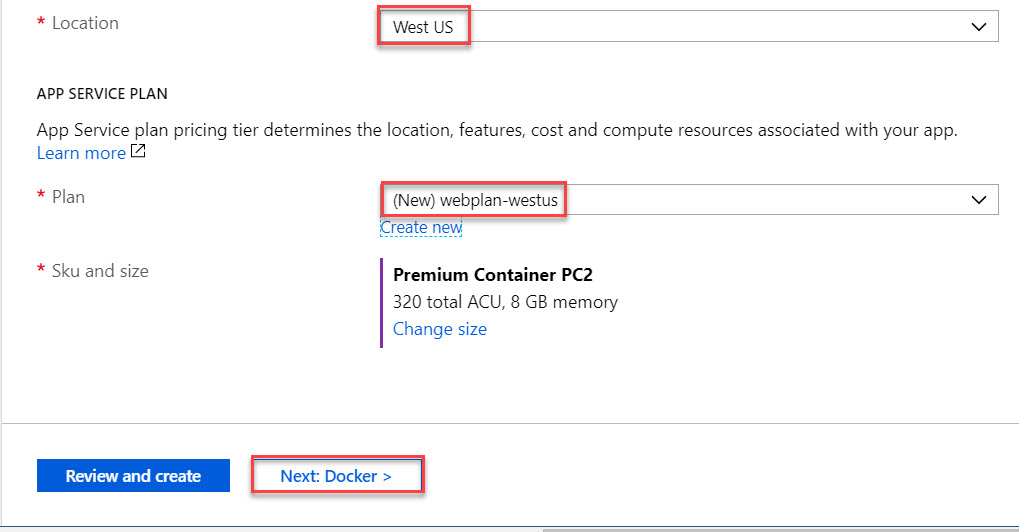 * Location
West US
APP SERVICE PLAN
App Service plan pricing tier determines the location, features, cost and compute resources associated with your app.
Learn more
* Plan
(New) webplan-westus
Create new
* Sku and size
Premium Container PC2
320 total ACU, 8 GB memory
Change size
Review and create
Next: Docker >